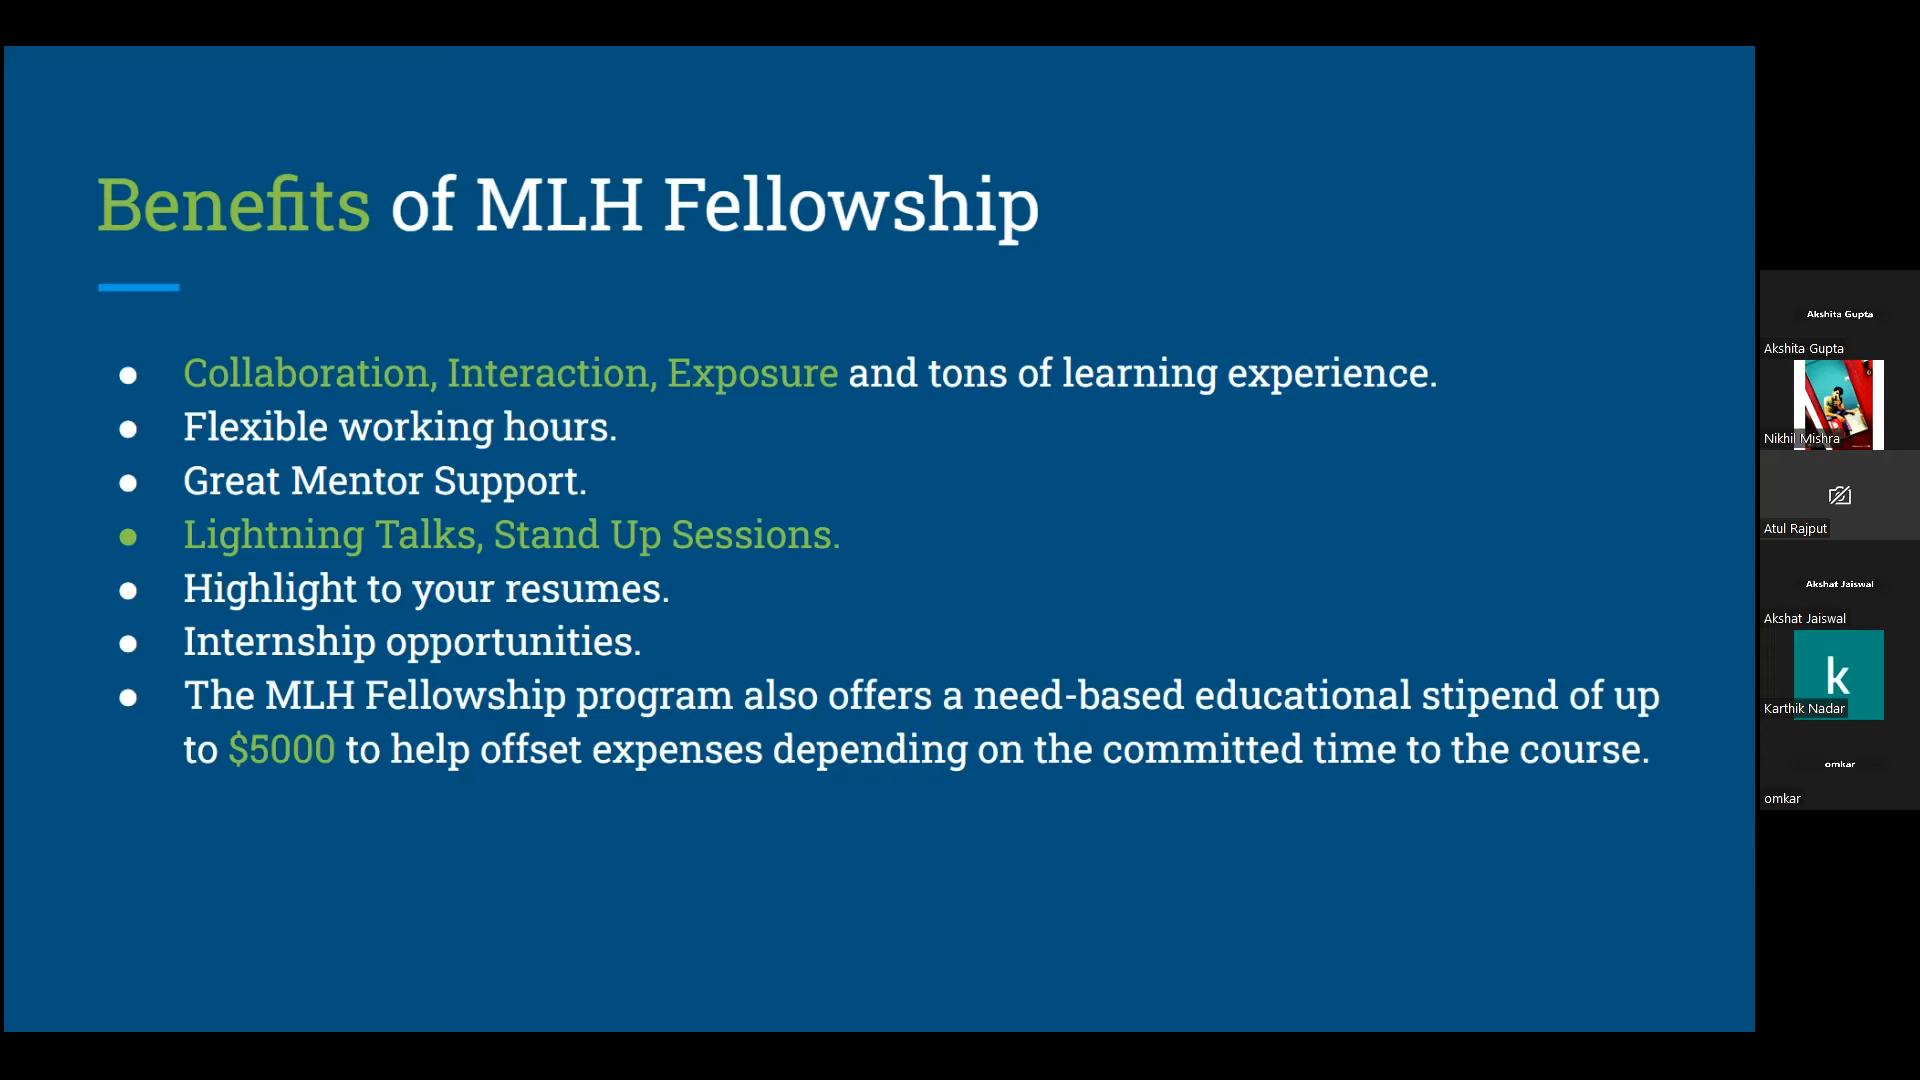 Benefits of MLH Fellowship
● Collaboration, Interaction, Exposure and tons of learning experience.
● Flexible working hours.
● Great Mentor Support.
● Lightning Talks, Stand Up Sessions.
● Highlight to your resumes.
● Internship opportunities.
● The MLH Fellowship program also offers a need-based educational stipend of up
to $5000 to help offset expenses depending on the committed time to the course.
Akshita Gupta
Akshita Gupta
Nikhil Mishra
Atul Rajput
Akshat Jaiswal
Akshat Jaiswal
k
Karthik Nadar
omkar
omkar